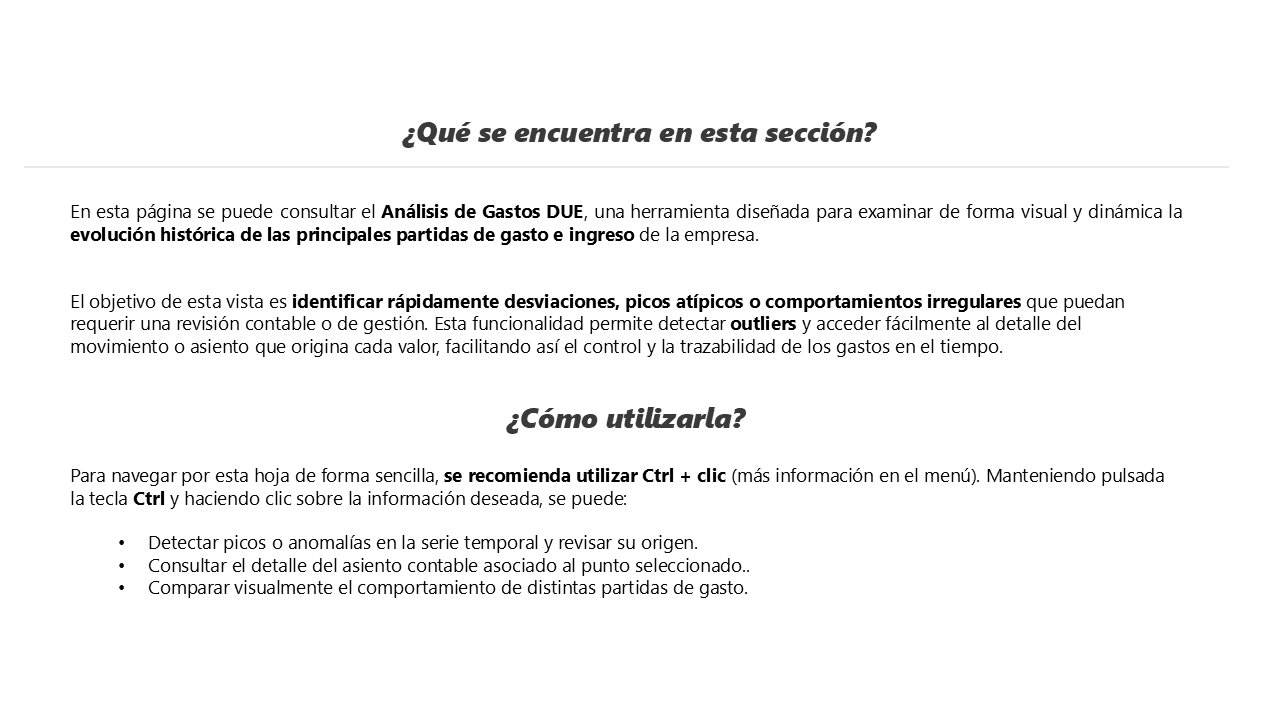 ¿Qué se encuentra en esta sección?
En esta página se puede consultar el Análisis de Gastos DUE, una herramienta diseñada para examinar de forma visual y dinámica la
evolución histórica de las principales partidas de gasto e ingreso de la empresa.
El objetivo de esta vista es identificar rápidamente desviaciones, picos atípicos o comportamientos irregulares que puedan
requerir una revisión contable o de gestión. Esta funcionalidad permite detectar outliers y acceder fácilmente al detalle del
movimiento o asiento que origina cada valor, facilitando así el control y la trazabilidad de los gastos en el tiempo.
¿Cómo utilizarla?
Para navegar por esta hoja de forma sencilla, se recomienda utilizar Ctrl + clic (más información en el menú). Manteniendo pulsada
la tecla Ctrl y haciendo clic sobre la información deseada, se puede:
• Detectar picos o anomalías en la serie temporal y revisar su origen.
• Consultar el detalle del asiento contable asociado al punto seleccionado..
• Comparar visualmente el comportamiento de distintas partidas de gasto.